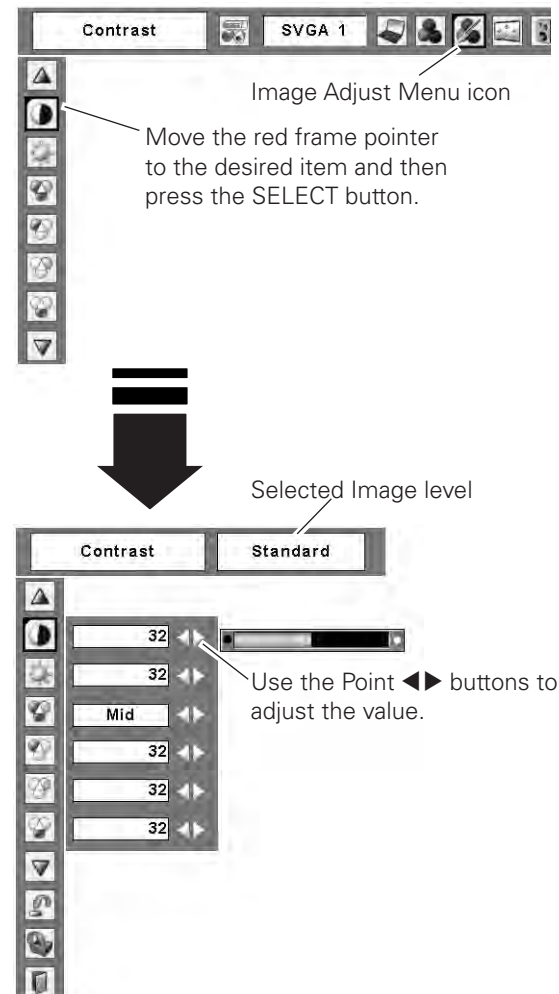 Contrast
SVGA 1
Image Adjust Menu icon
Move the red frame pointer
to the desired item and then
press the SELECT button.
Selected Image level
Contrast
Standard
32
32
Mid
32
32
32
Use the Point ◀▶ buttons to
adjust the value.